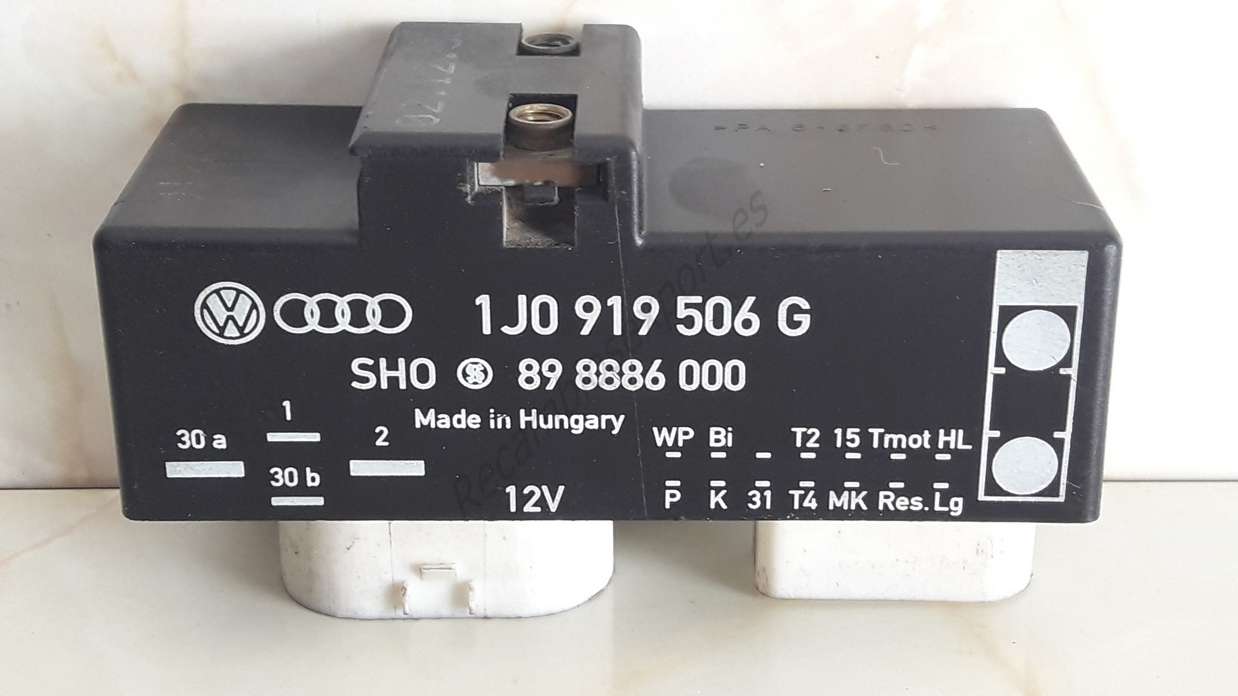 1J0 919 506 G
SHO 89 8886 000
Made in Hungary
30 a
1
2
30 b
12V
WP Bi T2 15 Tmot HL
P K 31 T4 MK Res. Lg